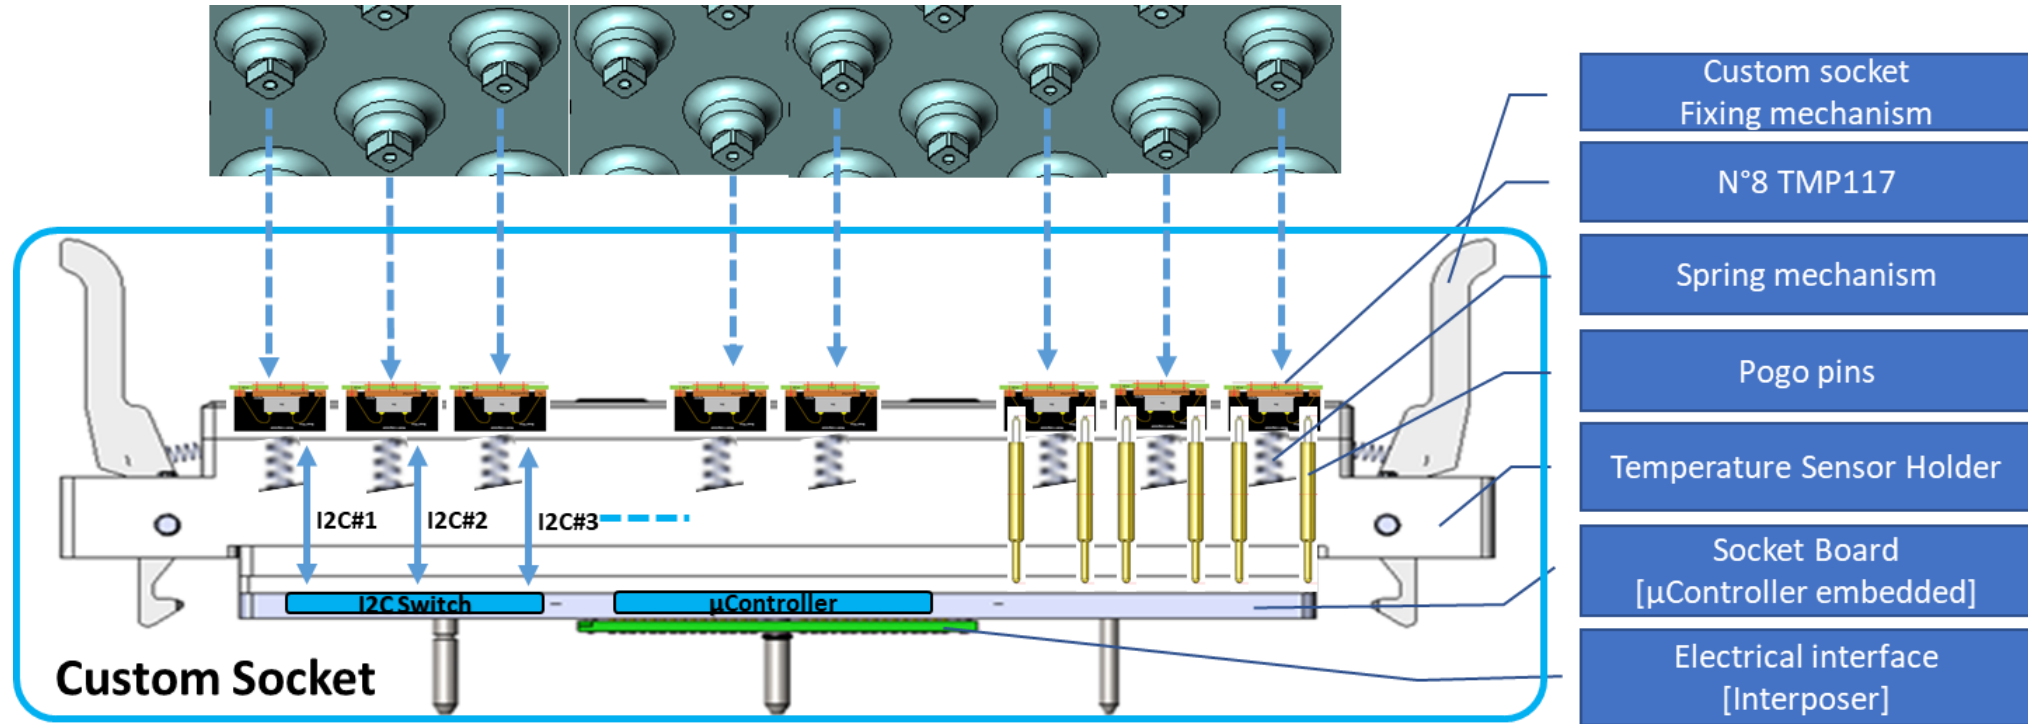 Custom socket
Fixing mechanism
N°8 TMP117
Spring mechanism
Pogo pins
Temperature Sensor Holder
I2C#1
I2C#2
I2C#3
Socket Board
[µController embedded]
I2C Switch
µController
Electrical interface
[Interposer]
Custom Socket